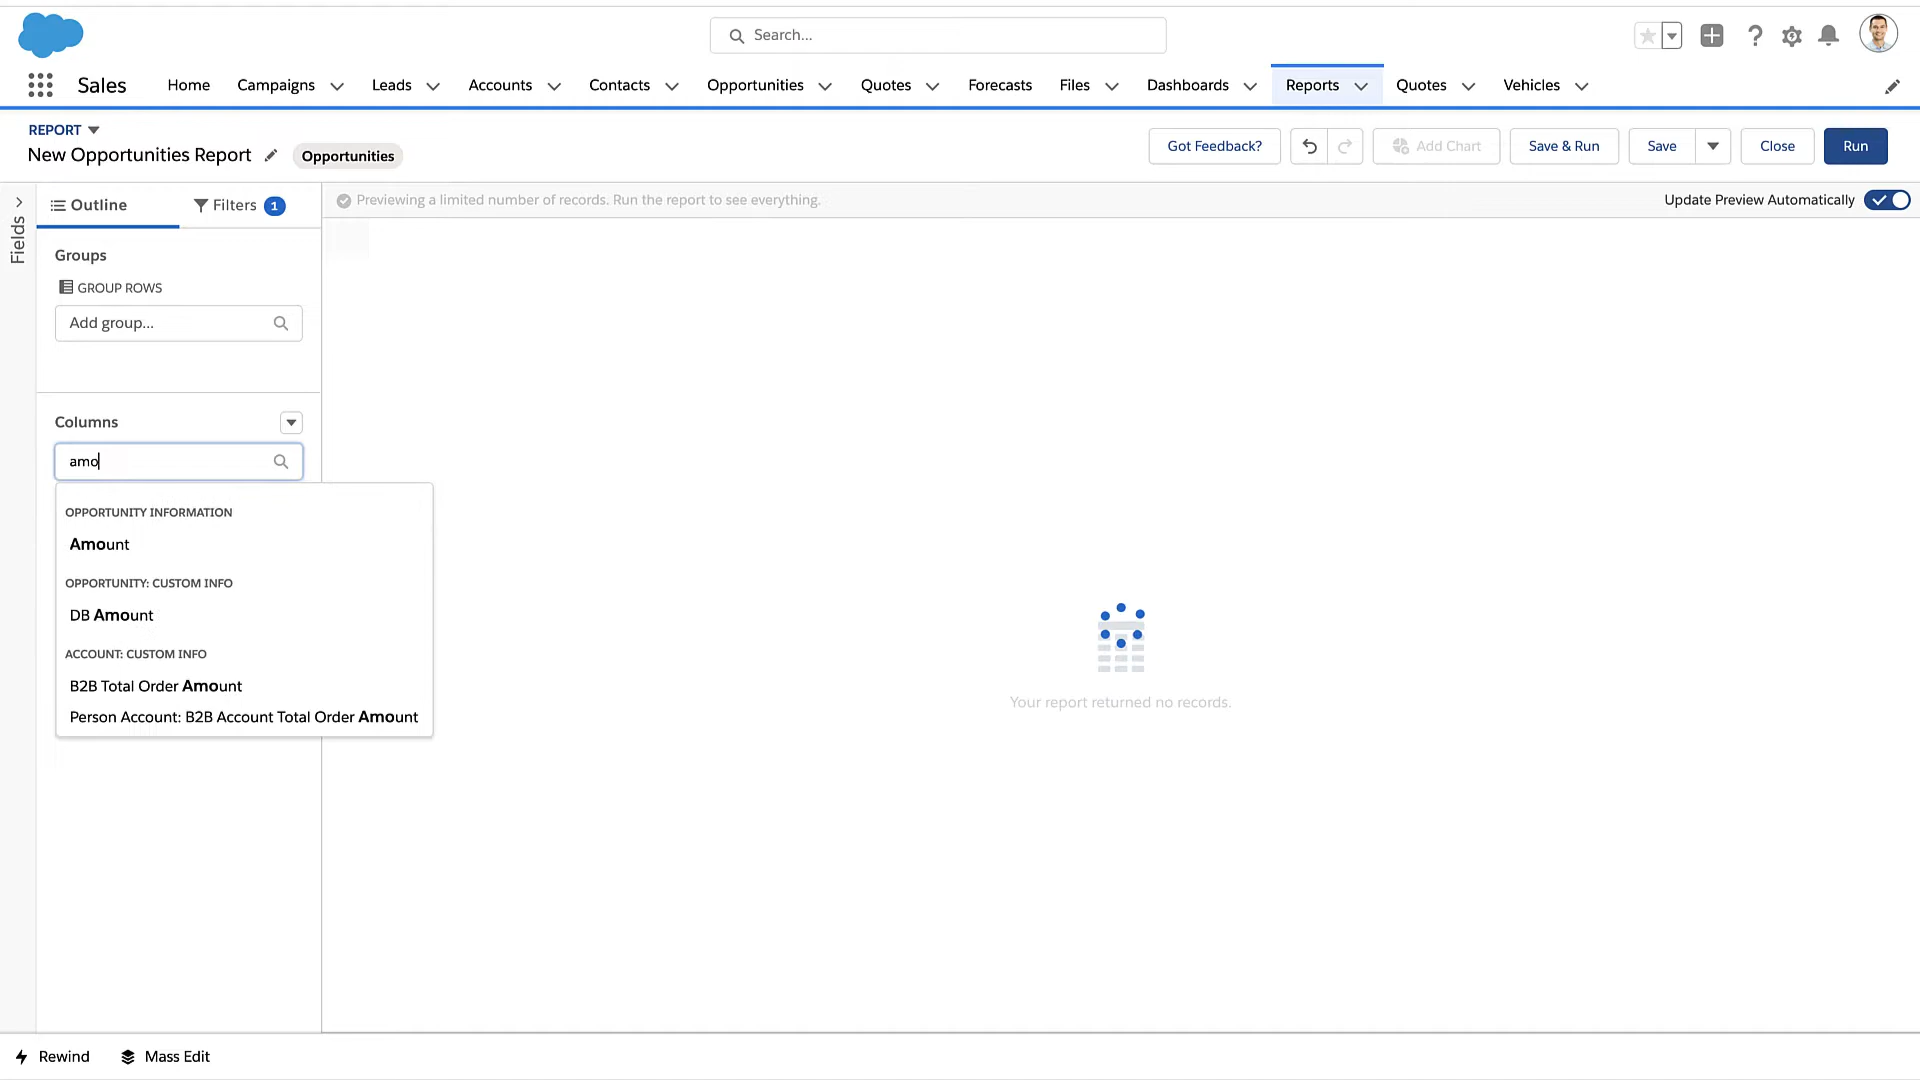 Search...
Sales
Home
Campaigns
Leads
Accounts
Contacts
Opportunities
Quotes
Forecasts
Files
Dashboards
Reports
Quotes
Vehicles
REPORT
New Opportunities Report
Opportunities
Got Feedback?
Add Chart
Save & Run
Save
Close
Run
Fields
Outline
Filters 1
Previewing a limited number of records. Run the report to see everything.
Update Preview Automatically
Groups
GROUP ROWS
Add group...
Columns
amo
OPPORTUNITY INFORMATION
Amount
OPPORTUNITY: CUSTOM INFO
DB Amount
ACCOUNT: CUSTOM INFO
B2B Total Order Amount
Person Account: B2B Account Total Order Amount
Your report returned no records.
Rewind
Mass Edit